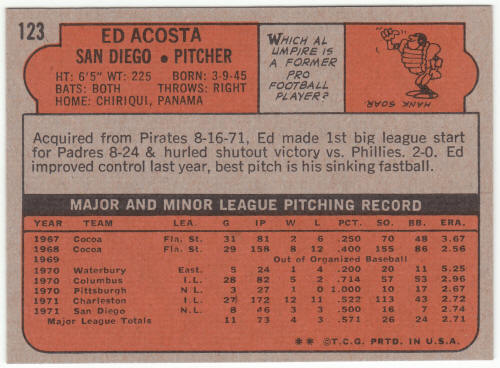 123
ED ACOSTA
SAN DIEGO • PITCHER
HT: 6'5" WT: 225 BORN: 3-9-45
BATS: BOTH THROWS: RIGHT
HOME: CHIRIQUI, PANAMA
WHICH AL
UMPIRE IS
A FORMER
PRO
FOOTBALL
PLAYER?
HANK SOAR
Acquired from Pirates 8-16-71, Ed made 1st big league start
for Padres 8-24 & hurled shutout victory vs. Phillies. 2-0. Ed
improved control last year, best pitch is his sinking fastball.
MAJOR AND MINOR LEAGUE PITCHING RECORD
YEAR TEAM LEA. G IP W L PCT. SO. BB. ERA.
1967 Cocoa Fla. St. 31 81 2 6 .250 70 48 3.67
1968 Cocoa Fla. St. 29 158 8 12 .400 155 86 2.56
1969 Out of Organized Baseball
1970 Waterbury East. 5 24 1 4 .200 20 11 5.25
1970 Columbus I.L. 28 82 5 2 .714 57 53 2.96
1970 Pittsburgh N.L. 3 27 1 0 1.000 10 17 2.67
1971 Charleston I.L. 27 172 12 11 .522 113 43 2.72
1971 San Diego N.L. 8 46 3 3 .500 16 7 2.74
Major League Totals 11 73 4 3 .571 26 24 2.71
** ©T.C.G. PRTD. IN U.S.A.